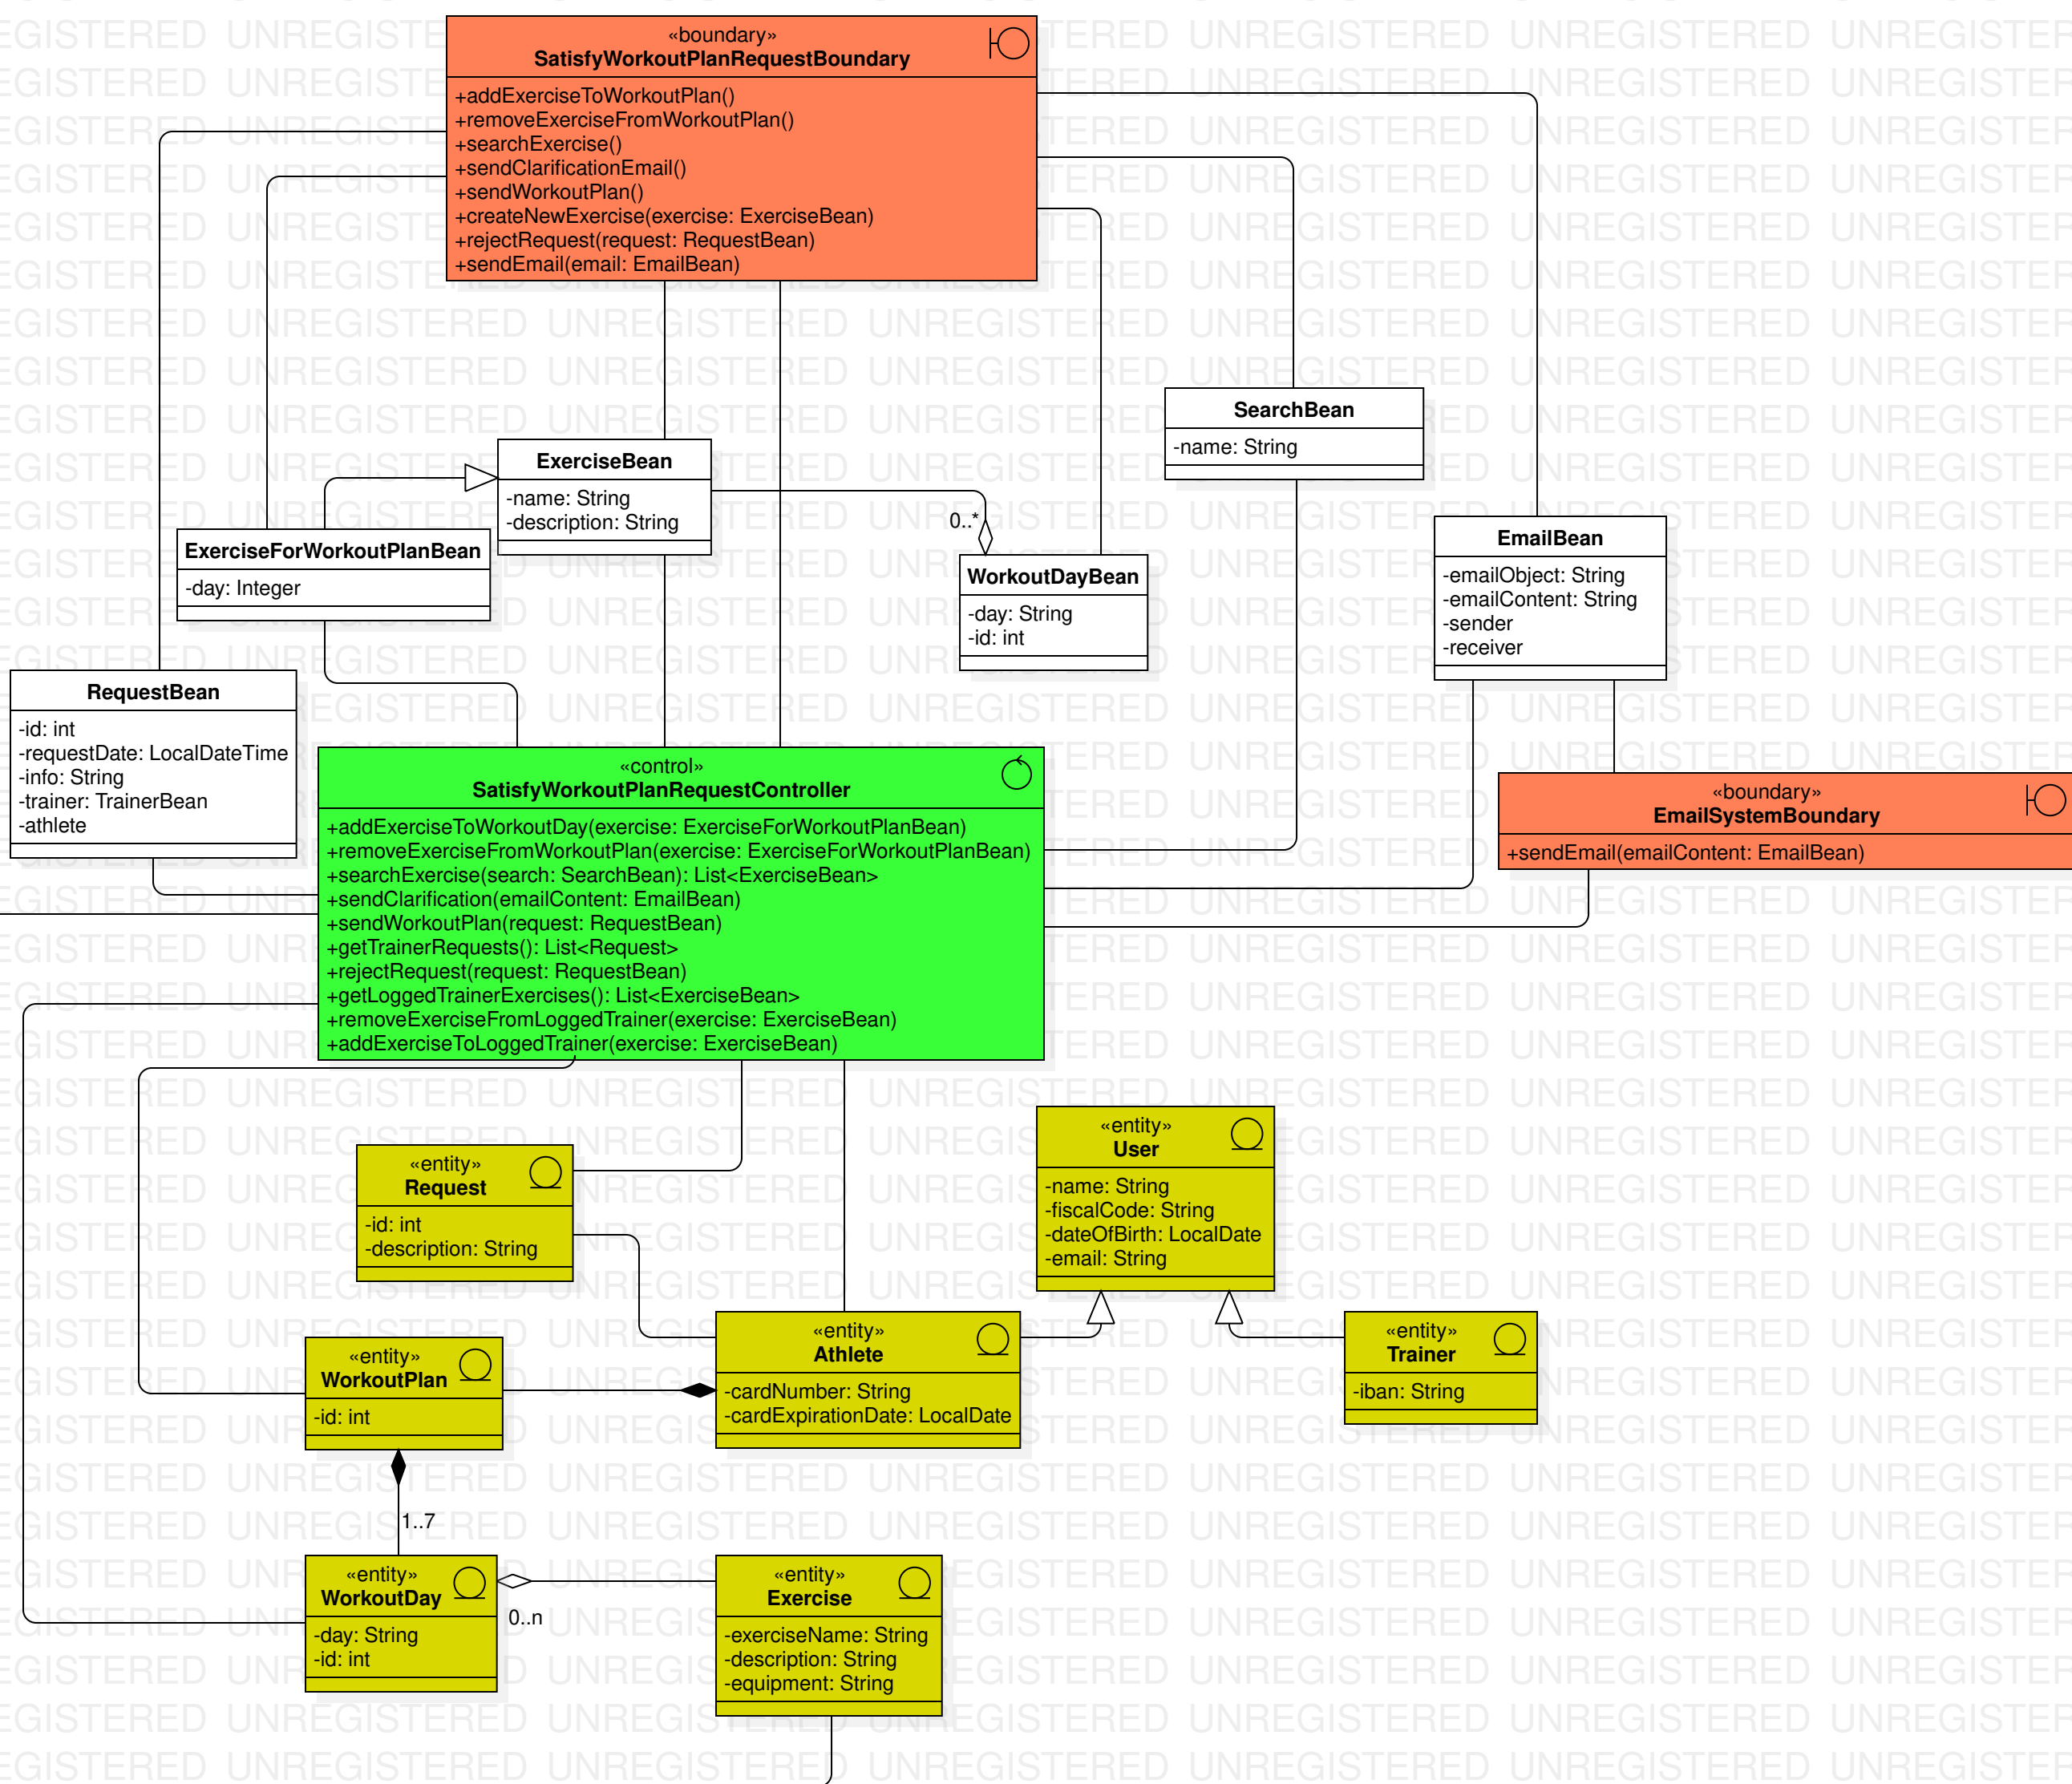 «boundary»
SatisfyWorkoutPlanRequestBoundary
+addExerciseToWorkoutPlan()
+removeExerciseFromWorkoutPlan()
+searchExercise()
+sendClarificationEmail()
+sendWorkoutPlan()
+createNewExercise(exercise: ExerciseBean)
+rejectRequest(request: RequestBean)
+sendEmail(email: EmailBean)
SearchBean
-name: String
ExerciseBean
-name: String
-description: String
0..*
ExerciseForWorkoutPlanBean
-day: Integer
WorkoutDayBean
-day: String
-id: int
EmailBean
-emailObject: String
-emailContent: String
-sender
-receiver
RequestBean
-id: int
-requestDate: LocalDateTime
-info: String
-trainer: TrainerBean
-athlete
«control»
SatisfyWorkoutPlanRequestController
+addExerciseToWorkoutDay(exercise: ExerciseForWorkoutPlanBean)
+removeExerciseFromWorkoutPlan(exercise: ExerciseForWorkoutPlanBean)
+searchExercise(search: SearchBean): List<ExerciseBean>
+sendClarification(emailContent: EmailBean)
+sendWorkoutPlan(request: RequestBean)
+getTrainerRequests(): List<Request>
+rejectRequest(request: RequestBean)
+getLoggedTrainerExercises(): List<ExerciseBean>
+removeExerciseFromLoggedTrainer(exercise: ExerciseBean)
+addExerciseToLoggedTrainer(exercise: ExerciseBean)
«boundary»
EmailSystemBoundary
+sendEmail(emailContent: EmailBean)
«entity»
User
-name: String
-fiscalCode: String
-dateOfBirth: LocalDate
-email: String
«entity»
Request
-id: int
-description: String
«entity»
Athlete
-cardNumber: String
-cardExpirationDate: LocalDate
«entity»
Trainer
-iban: String
«entity»
WorkoutPlan
-id: int
1..7
«entity»
WorkoutDay
-day: String
-id: int
0..n
«entity»
Exercise
-exerciseName: String
-description: String
-equipment: String
UNREGISTERED